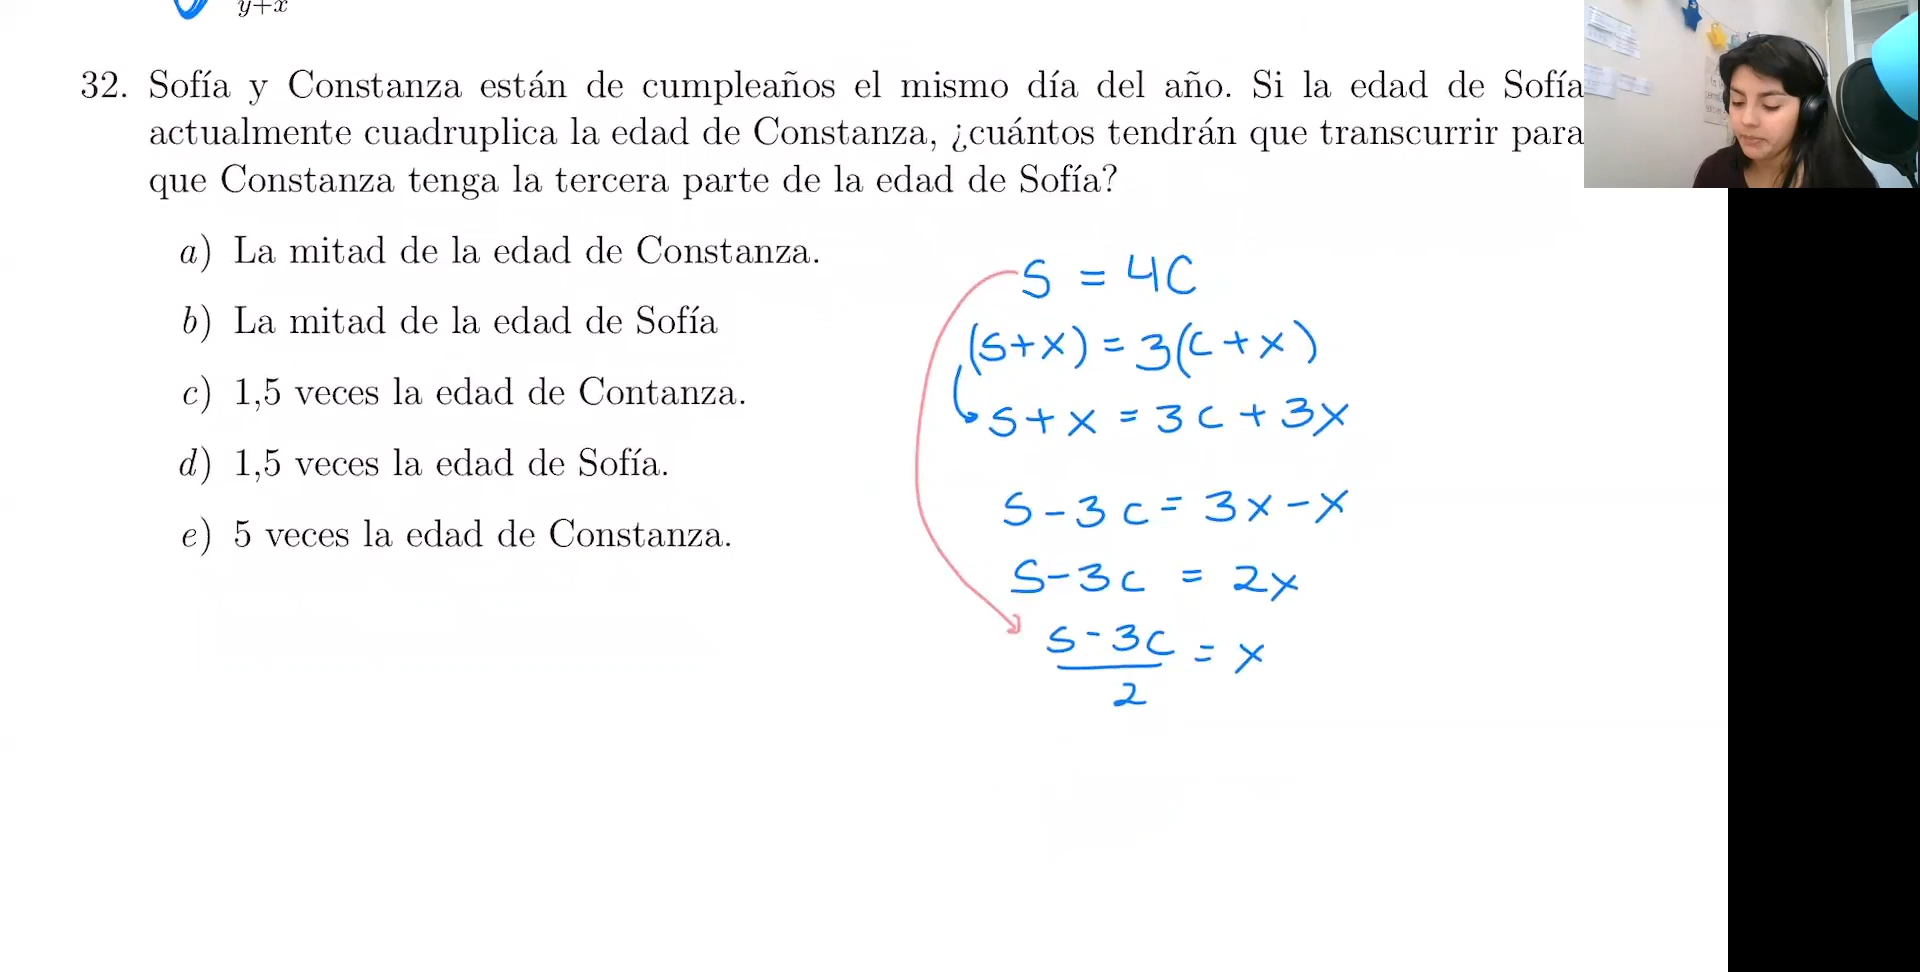 y+x
32. Sofía y Constanza están de cumpleaños el mismo día del año. Si la edad de Sofía
actualmente cuadruplica la edad de Constanza, ¿cuántos tendrán que transcurrir para
que Constanza tenga la tercera parte de la edad de Sofía?
a) La mitad de la edad de Constanza.
b) La mitad de la edad de Sofía
c) 1,5 veces la edad de Contanza.
d) 1,5 veces la edad de Sofía.
e) 5 veces la edad de Constanza.
S = 4C
(S+x) = 3(C+x)
S+x = 3C+3x
S-3C = 3x-x
S-3C = 2x
S-3C
2
= x